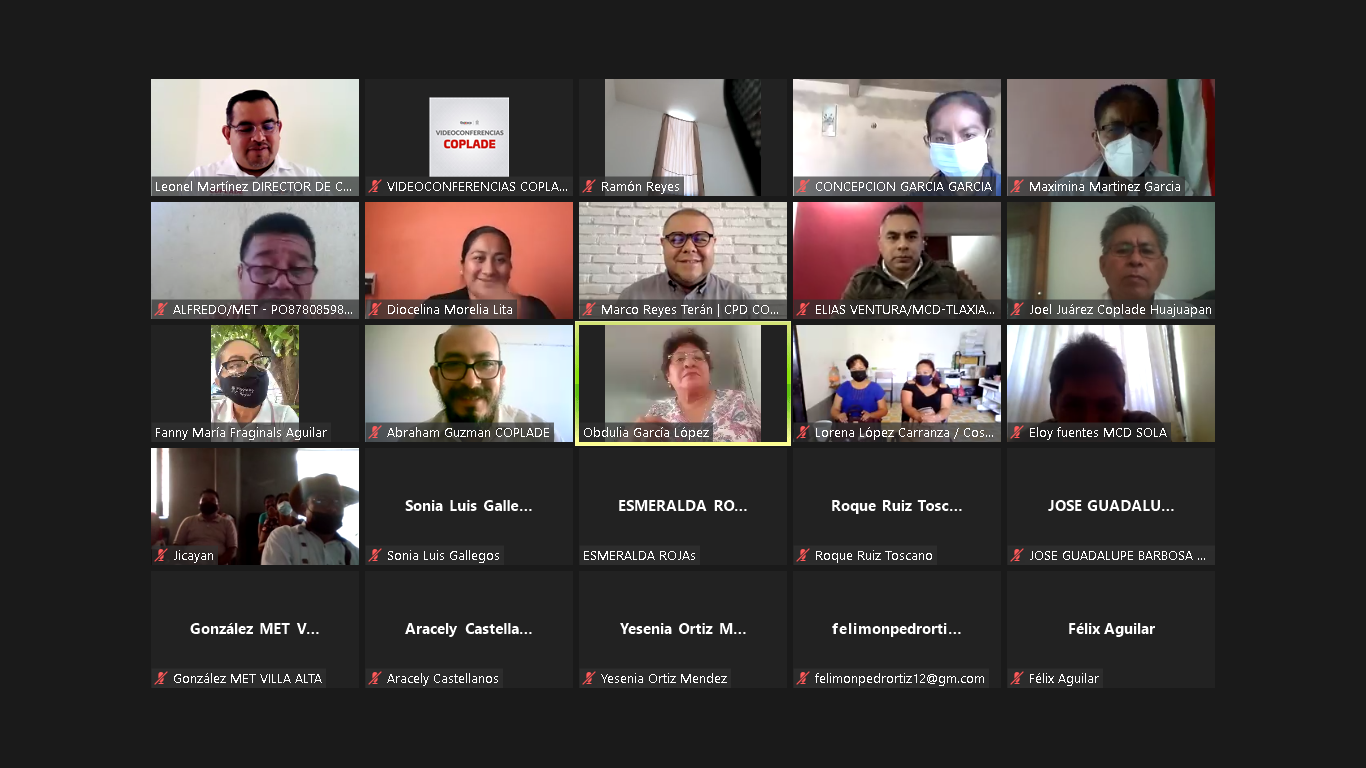 VIDEOCONFERENCIAS
COPLADE
Leonel Martínez DIRECTOR DE C...
VIDEOCONFERENCIAS COPLA...
Ramón Reyes
CONCEPCION GARCIA GARCIA
Maximina Martinez Garcia
ALFREDO/MET - PO87808598...
Diocelina Morelia Lita
Marco Reyes Terán | CPD CO...
ELIAS VENTURA/MCD-TLAXIA...
Joel Juárez Coplade Huajuapan
Fanny María Fraginals Aguilar
Abraham Guzman COPLADE
Obdulia García López
Lorena López Carranza / Cos...
Eloy fuentes MCD SOLA
Sonia Luis Galle...
ESMERALDA RO...
Roque Ruiz Tosc...
JOSE GUADALU...
Jicayan
Sonia Luis Gallegos
ESMERALDA ROJAs
Roque Ruiz Toscano
JOSE GUADALUPE BARBOSA ...
González MET V...
Aracely Castella...
Yesenia Ortiz M...
felimonpedrorti...
Félix Aguilar
González MET VILLA ALTA
Aracely Castellanos
Yesenia Ortiz Mendez
felimonpedrortiz12@gm.com
Félix Aguilar